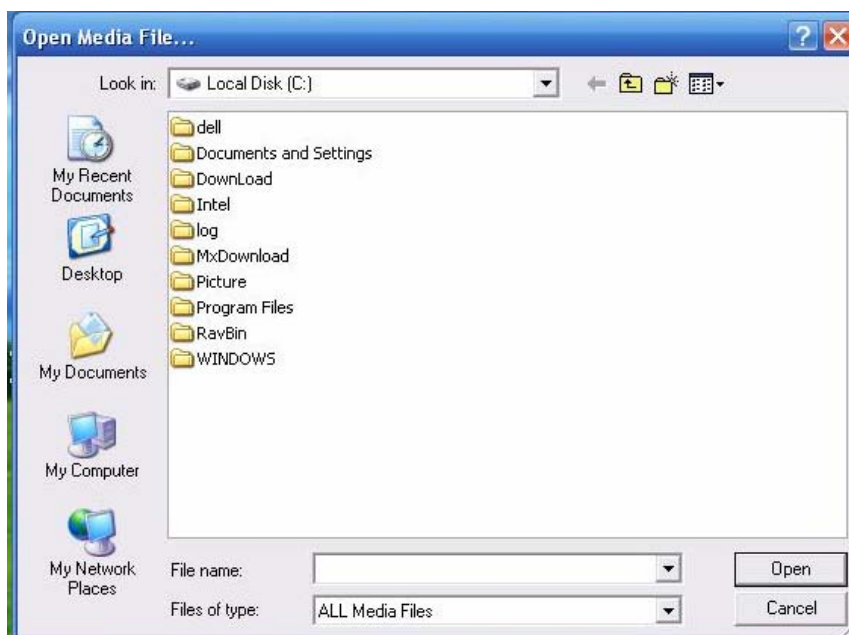 Open Media File...
Look in: Local Disk (C:)
My Recent
Documents
Desktop
My Documents
My Computer
My Network
Places
dell
Documents and Settings
DownLoad
Intel
log
MxDownload
Picture
Program Files
RavBin
WINDOWS
File name: Open
Files of type: ALL Media Files Cancel